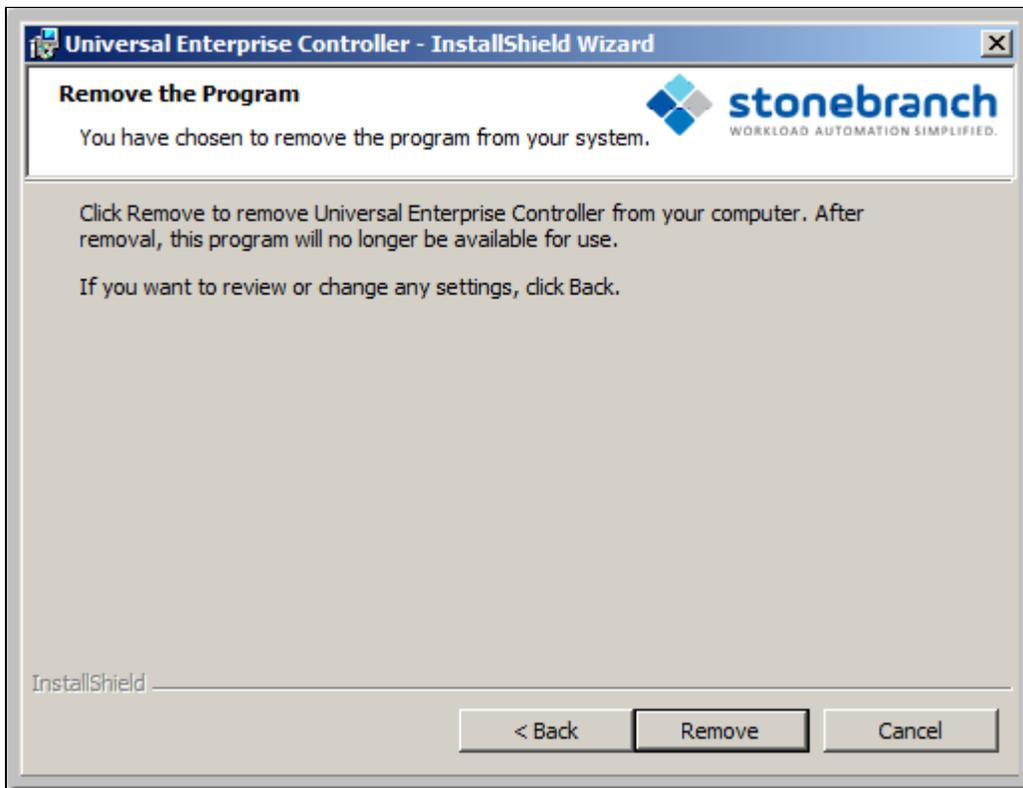 Universal Enterprise Controller - InstallShield Wizard
Remove the Program
You have chosen to remove the program from your system.
stonebranch
WORKLOAD AUTOMATION SIMPLIFIED.
Click Remove to remove Universal Enterprise Controller from your computer. After
removal, this program will no longer be available for use.
If you want to review or change any settings, click Back.
InstallShield
< Back
Remove
Cancel